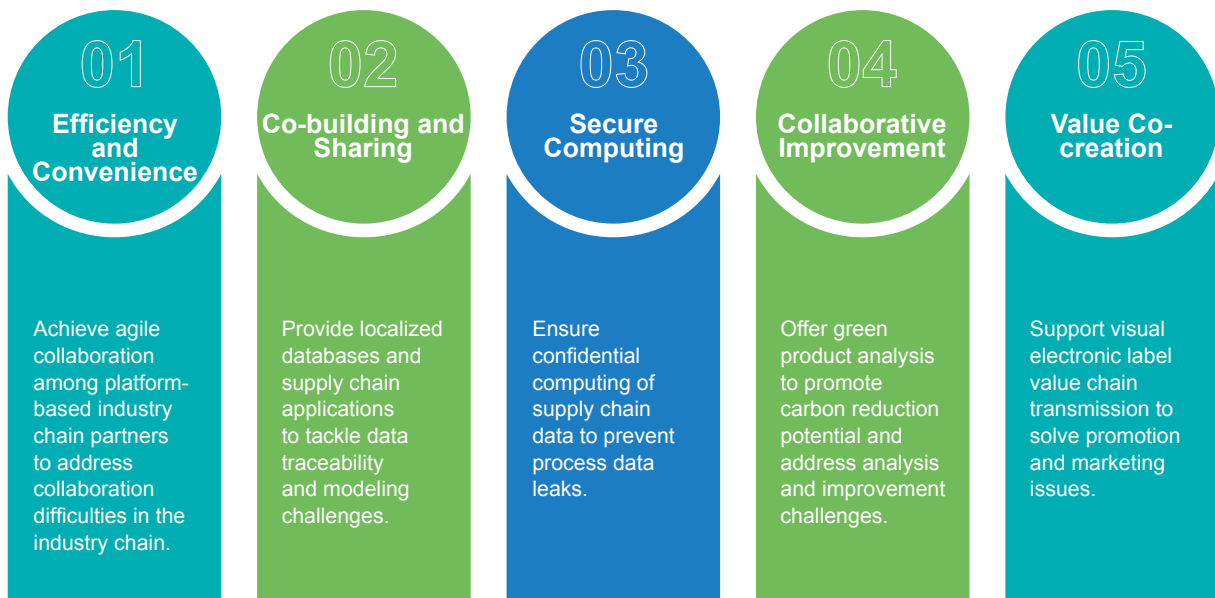 01
Efficiency
and
Convenience
Achieve agile
collaboration
among platform-
based industry
chain partners
to address
collaboration
difficulties in the
industry chain.
02
Co-building and
Sharing
Provide localized
databases and
supply chain
applications
to tackle data
traceability
and modeling
challenges.
03
Secure
Computing
Ensure
confidential
computing of
supply chain
data to prevent
process data
leaks.
04
Collaborative
Improvement
Offer green
product analysis
to promote
carbon reduction
potential and
address analysis
and improvement
challenges.
05
Value Co-
creation
Support visual
electronic label
value chain
transmission to
solve promotion
and marketing
issues.